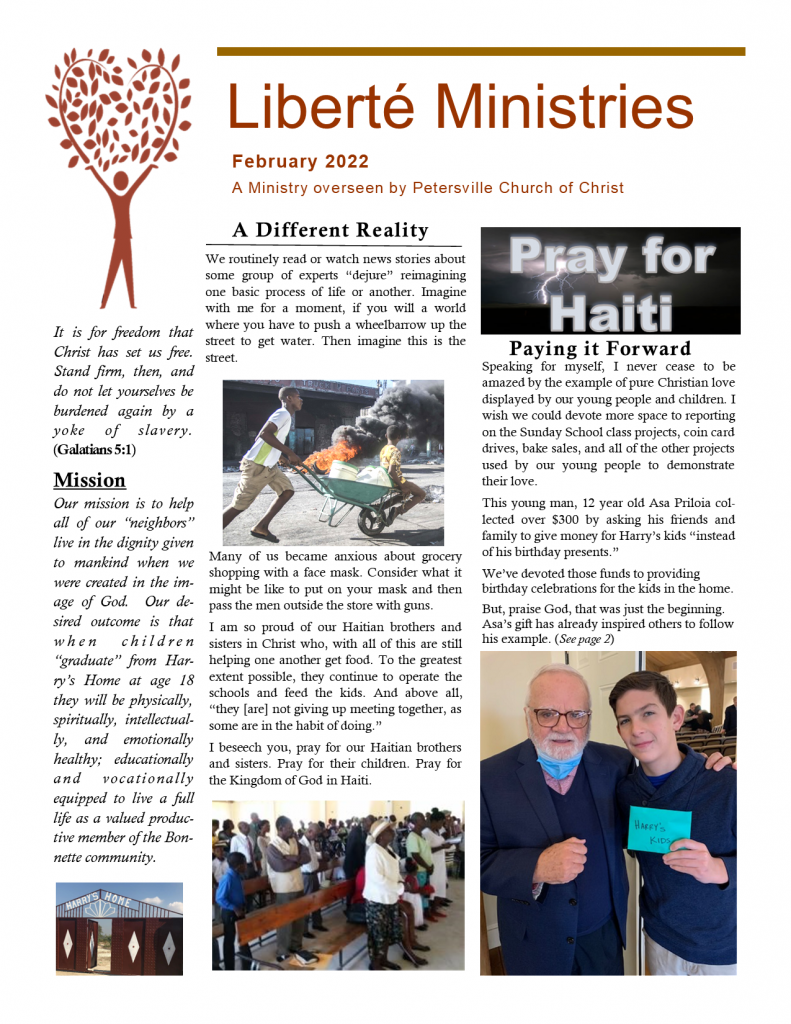 Liberté Ministries
February 2022
A Ministry overseen by Petersville Church of Christ
It is for freedom that
Christ has set us free.
Stand firm, then, and
do not let yourselves be
burdened again by a
yoke of slavery.
(Galatians 5:1)
Mission
Our mission is to help
all of our “neighbors”
live in the dignity given
to mankind when we
were created in the im-
age of God. Our de-
sired outcome is that
when children
“graduate” from Har-
ry’s Home at age 18
they will be physically,
spiritually, intellectual-
ly, and emotionally
healthy; educationally
and vocationally
equipped to live a full
life as a valued produc-
tive member of the Bon-
nette community.
HARRY'S HOME
A Different Reality
We routinely read or watch news stories about
some group of experts “dejure” reimagining
one basic process of life or another. Imagine
with me for a moment, if you will a world
where you have to push a wheelbarrow up the
street to get water. Then imagine this is the
street.
Many of us became anxious about grocery
shopping with a face mask. Consider what it
might be like to put on your mask and then
pass the men outside the store with guns.
I am so proud of our Haitian brothers and
sisters in Christ who, with all of this are still
helping one another get food. To the greatest
extent possible, they continue to operate the
schools and feed the kids. And above all,
“they [are] not giving up meeting together, as
some are in the habit of doing.”
I beseech you, pray for our Haitian brothers
and sisters. Pray for their children. Pray for
the Kingdom of God in Haiti.
Pray for
Haiti
Paying it Forward
Speaking for myself, I never cease to be
amazed by the example of pure Christian love
displayed by our young people and children. I
wish we could devote more space to reporting
on the Sunday School class projects, coin card
drives, bake sales, and all of the other projects
used by our young people to demonstrate
their love.
This young man, 12 year old Asa Priloia col-
lected over $300 by asking his friends and
family to give money for Harry’s kids “instead
of his birthday presents.”
We’ve devoted those funds to providing
birthday celebrations for the kids in the home.
But, praise God, that was just the beginning.
Asa’s gift has already inspired others to follow
his example. (See page 2)
HARRY'S
KIDS